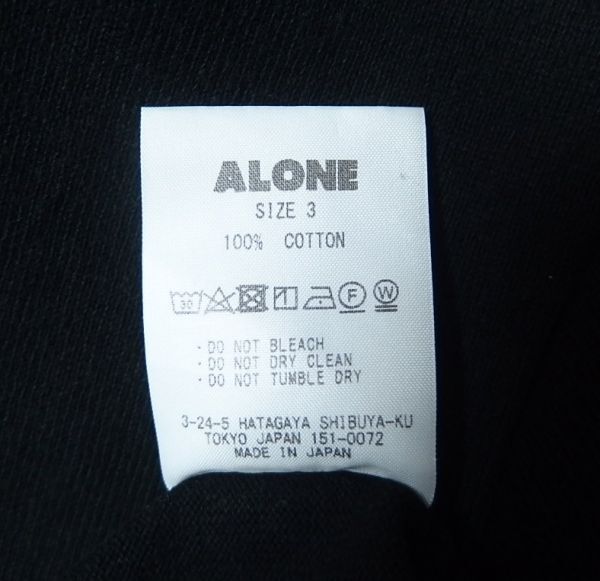 ALONE
SIZE 3
100% COTTON
30 F W
· DO NOT BLEACH
· DO NOT DRY CLEAN
· DO NOT TUMBLE DRY
3-24-5 HATAGAYA SHIBUYA-KU
TOKYO JAPAN 151-0072
MADE IN JAPAN